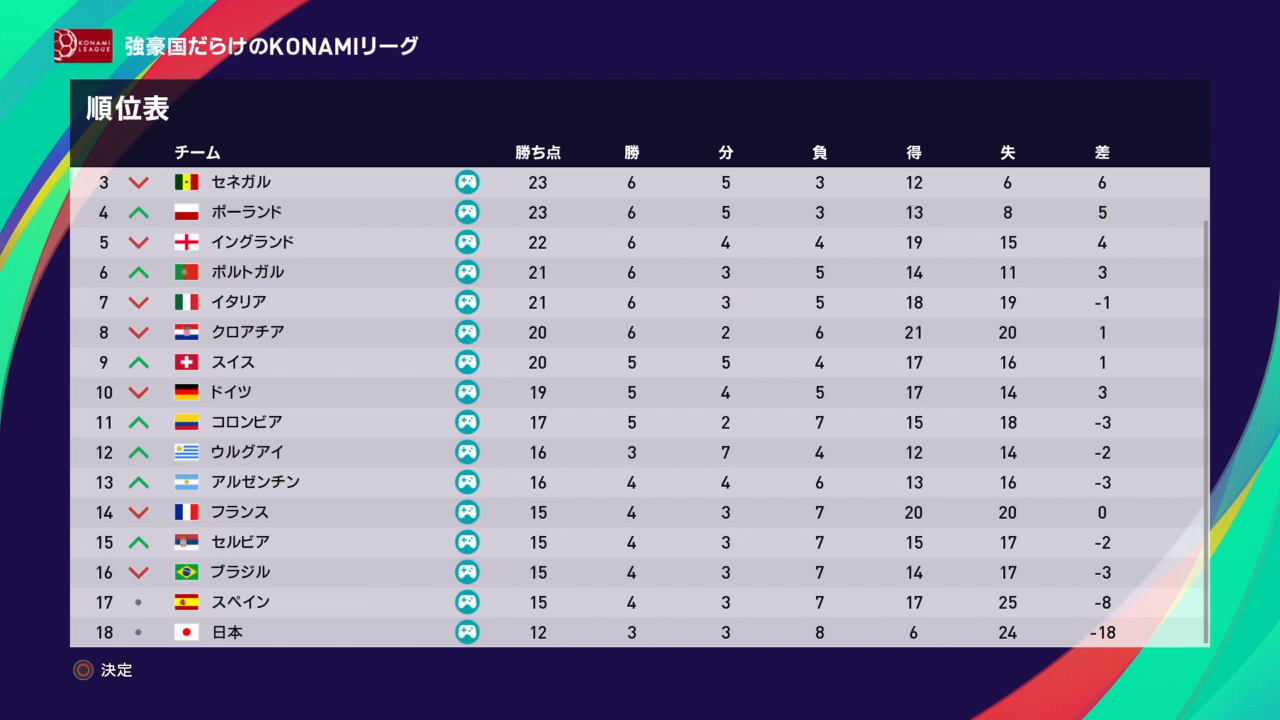 KONAMI
LEAGUE
強豪国だらけのKONAMIリーグ
順位表
チーム 勝ち点 勝 分 負 得 失 差
3 セネガル 23 6 5 3 12 6 6
4 ポーランド 23 6 5 3 13 8 5
5 イングランド 22 6 4 4 19 15 4
6 ポルトガル 21 6 3 5 14 11 3
7 イタリア 21 6 3 5 18 19 -1
8 クロアチア 20 6 2 6 21 20 1
9 スイス 20 5 5 4 17 16 1
10 ドイツ 19 5 4 5 17 14 3
11 コロンビア 17 5 2 7 15 18 -3
12 ウルグアイ 16 3 7 4 12 14 -2
13 アルゼンチン 16 4 4 6 13 16 -3
14 フランス 15 4 3 7 20 20 0
15 セルビア 15 4 3 7 15 17 -2
16 ブラジル 15 4 3 7 14 17 -3
17 スペイン 15 4 3 7 17 25 -8
18 日本 12 3 3 8 6 24 -18
決定